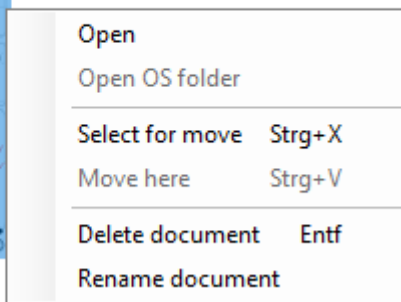 Open
Open OS folder
Select for move Strg+X
Move here Strg+V
Delete document Entf
Rename document